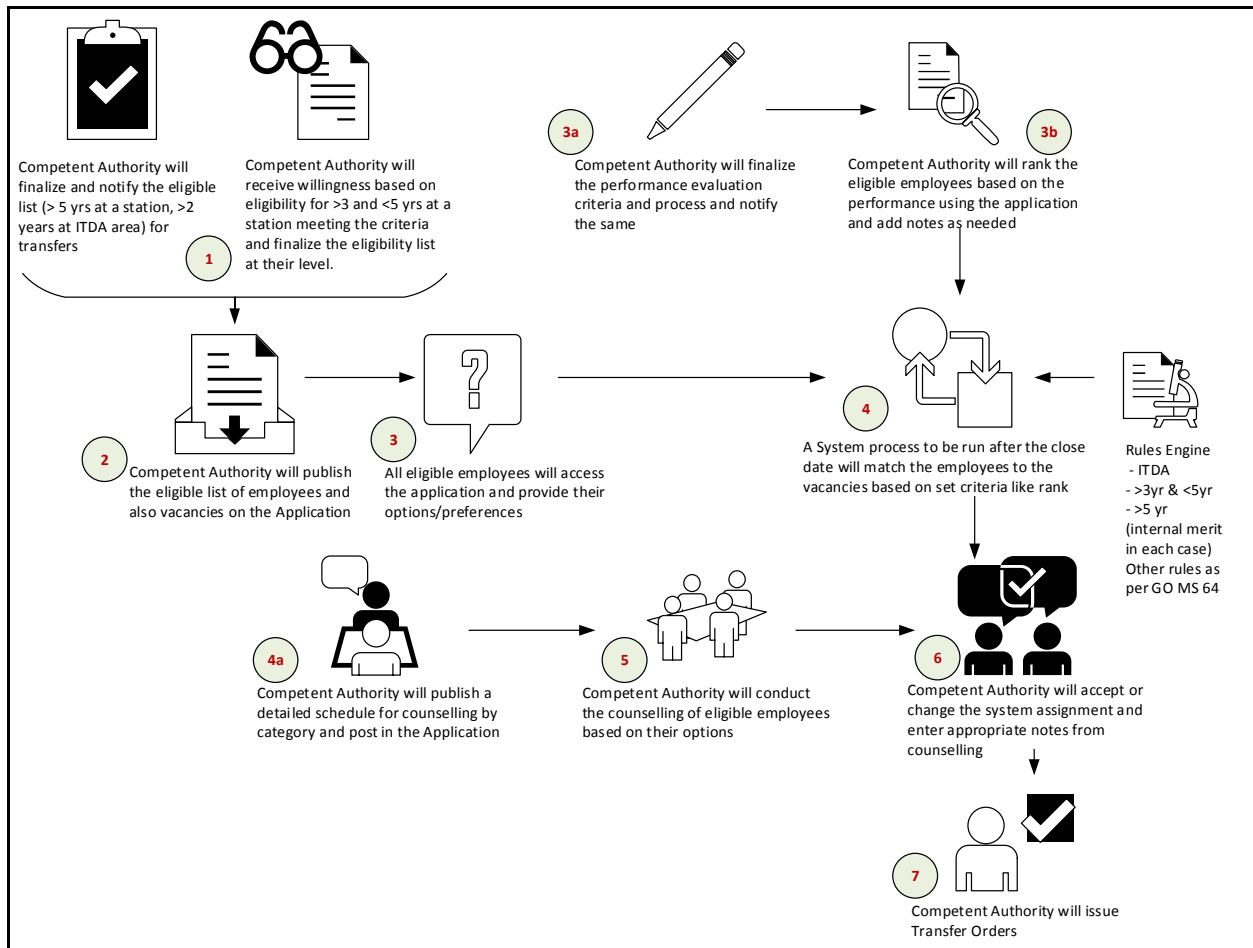 1
Competent Authority will
finalize and notify the eligible
list (> 5 yrs at a station, >2
years at ITDA area) for
transfers
Competent Authority will
receive willingness based on
eligibility for >3 and <5 yrs at a
station meeting the criteria
and finalize the eligibility list
at their level.
3a
Competent Authority will finalize
the performance evaluation
criteria and process and notify
the same
3b
Competent Authority will rank the
eligible employees based on the
performance using the application
and add notes as needed
2
Competent Authority will publish
the eligible list of employees and
also vacancies on the Application
?
3
All eligible employees will access
the application and provide their
options/preferences
4
A System process to be run after the close
date will match the employees to the
vacancies based on set criteria like rank
Rules Engine
- ITDA
- >3yr & <5yr
- >5 yr
(internal merit
in each case)
Other rules as
per GO MS 64
4a
Competent Authority will publish a
detailed schedule for counselling by
category and post in the Application
5
Competent Authority will conduct
the counselling of eligible employees
based on their options
6
Competent Authority will accept or
change the system assignment and
enter appropriate notes from
counselling
7
Competent Authority will issue
Transfer Orders